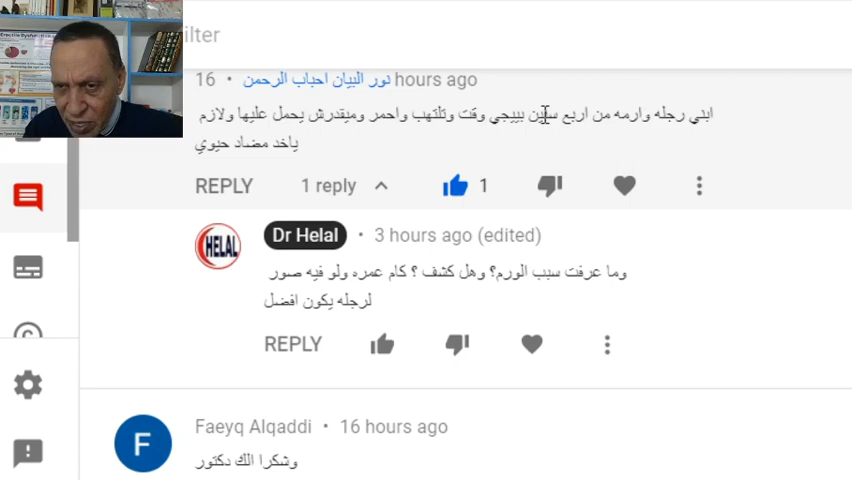 ilter
نور البيان احباب الرحمن • 16 hours ago
ابني رجله وارمه من اربع سنين بييجي وقت وتلتهب واحمر وميقدرش يحمل عليها ولازم
ياخد مضاد حيوي
REPLY 1 reply 1
Dr Helal • 3 hours ago (edited)
HELAL
وما عرفت سبب الورم؟ وهل كشف ؟ كام عمره ولو فيه صور
لرجله يكون افضل
REPLY
Faeyq Alqaddi • 16 hours ago
F
وشكرا الك دكتور